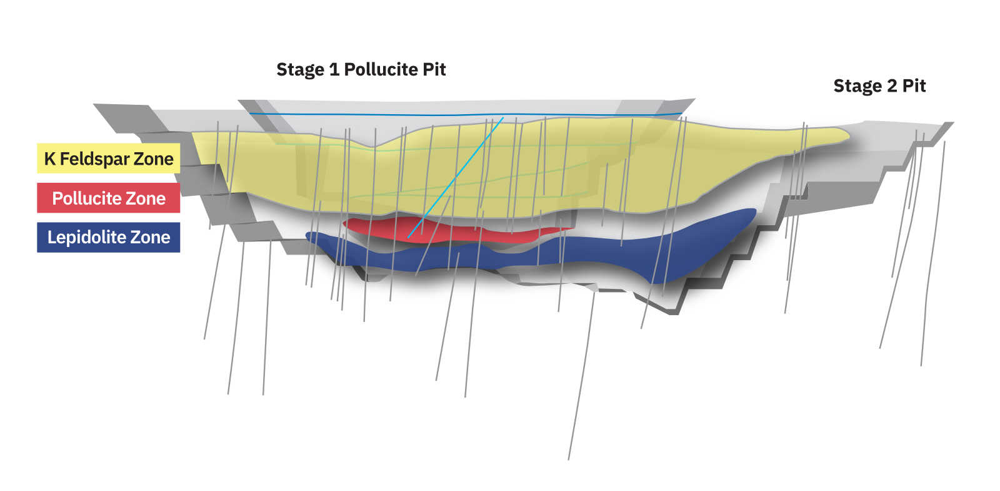 Stage 1 Pollucite Pit
Stage 2 Pit
K Feldspar Zone
Pollucite Zone
Lepidolite Zone